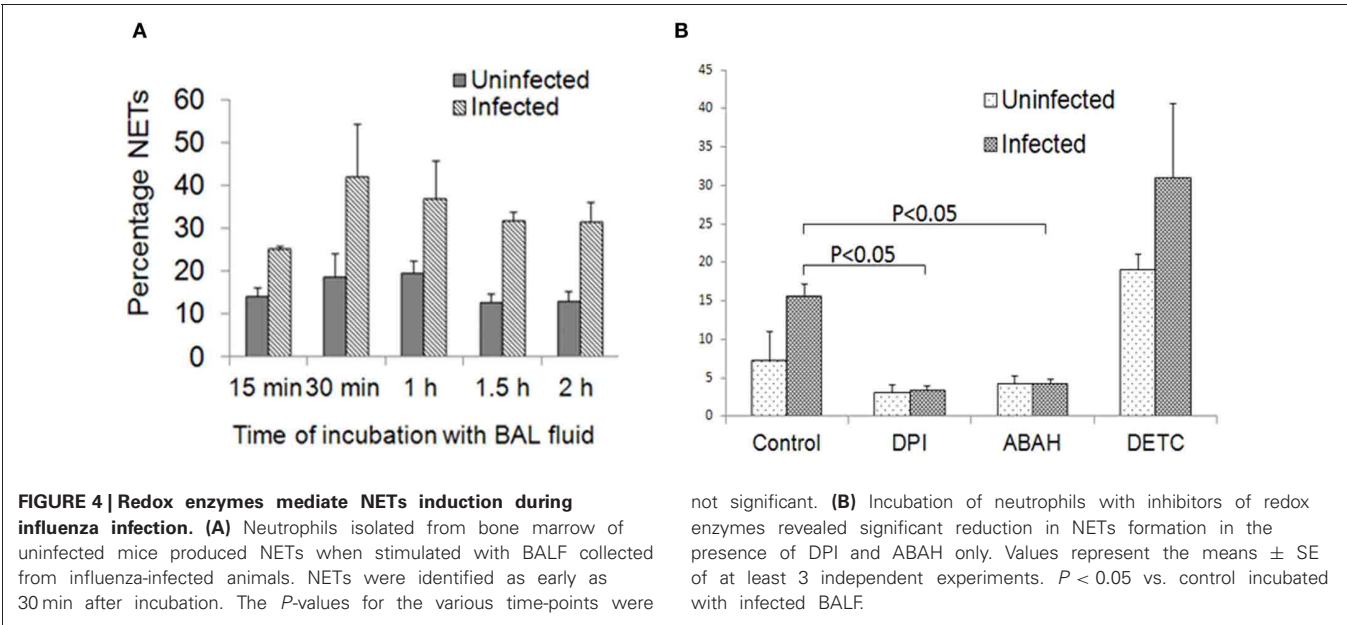 A
Uninfected
Infected
Percentage NETs
60
50
40
30
20
10
0
15 min 30 min 1 h 1.5 h 2 h
Time of incubation with BAL fluid
B
45
40
35
30
25
20
15
10
5
0
Uninfected
Infected
P<0.05
P<0.05
Control DPI ABAH DETC
FIGURE 4 | Redox enzymes mediate NETs induction during
influenza infection. (A) Neutrophils isolated from bone marrow of
uninfected mice produced NETs when stimulated with BALF collected
from influenza-infected animals. NETs were identified as early as
30 min after incubation. The P-values for the various time-points were
not significant. (B) Incubation of neutrophils with inhibitors of redox
enzymes revealed significant reduction in NETs formation in the
presence of DPI and ABAH only. Values represent the means ± SE
of at least 3 independent experiments. P < 0.05 vs. control incubated
with infected BALF.